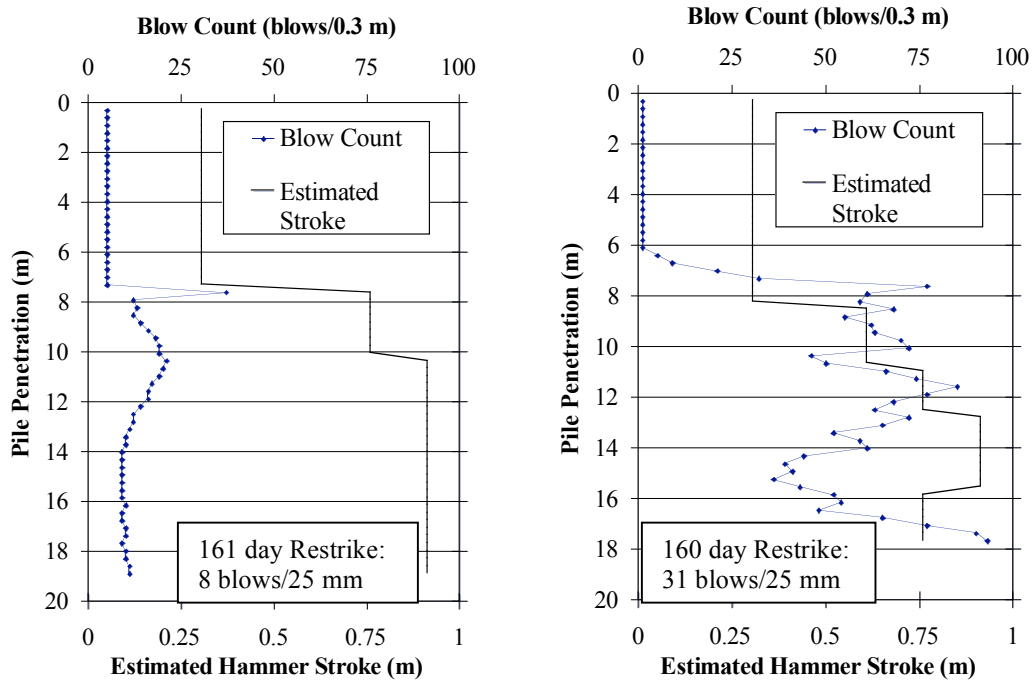 Blow Count (blows/0.3 m)
0 25 50 75 100
0
2
4
6
8
10
12
14
16
18
20
Pile Penetration (m)
Blow Count
Estimated
Stroke
161 day Restrike:
8 blows/25 mm
0 0.25 0.5 0.75 1
Estimated Hammer Stroke (m)
Blow Count (blows/0.3 m)
0 25 50 75 100
0
2
4
6
8
10
12
14
16
18
20
Pile Penetration (m)
Blow Count
Estimated
Stroke
160 day Restrike:
31 blows/25 mm
0 0.25 0.5 0.75 1
Estimated Hammer Stroke (m)